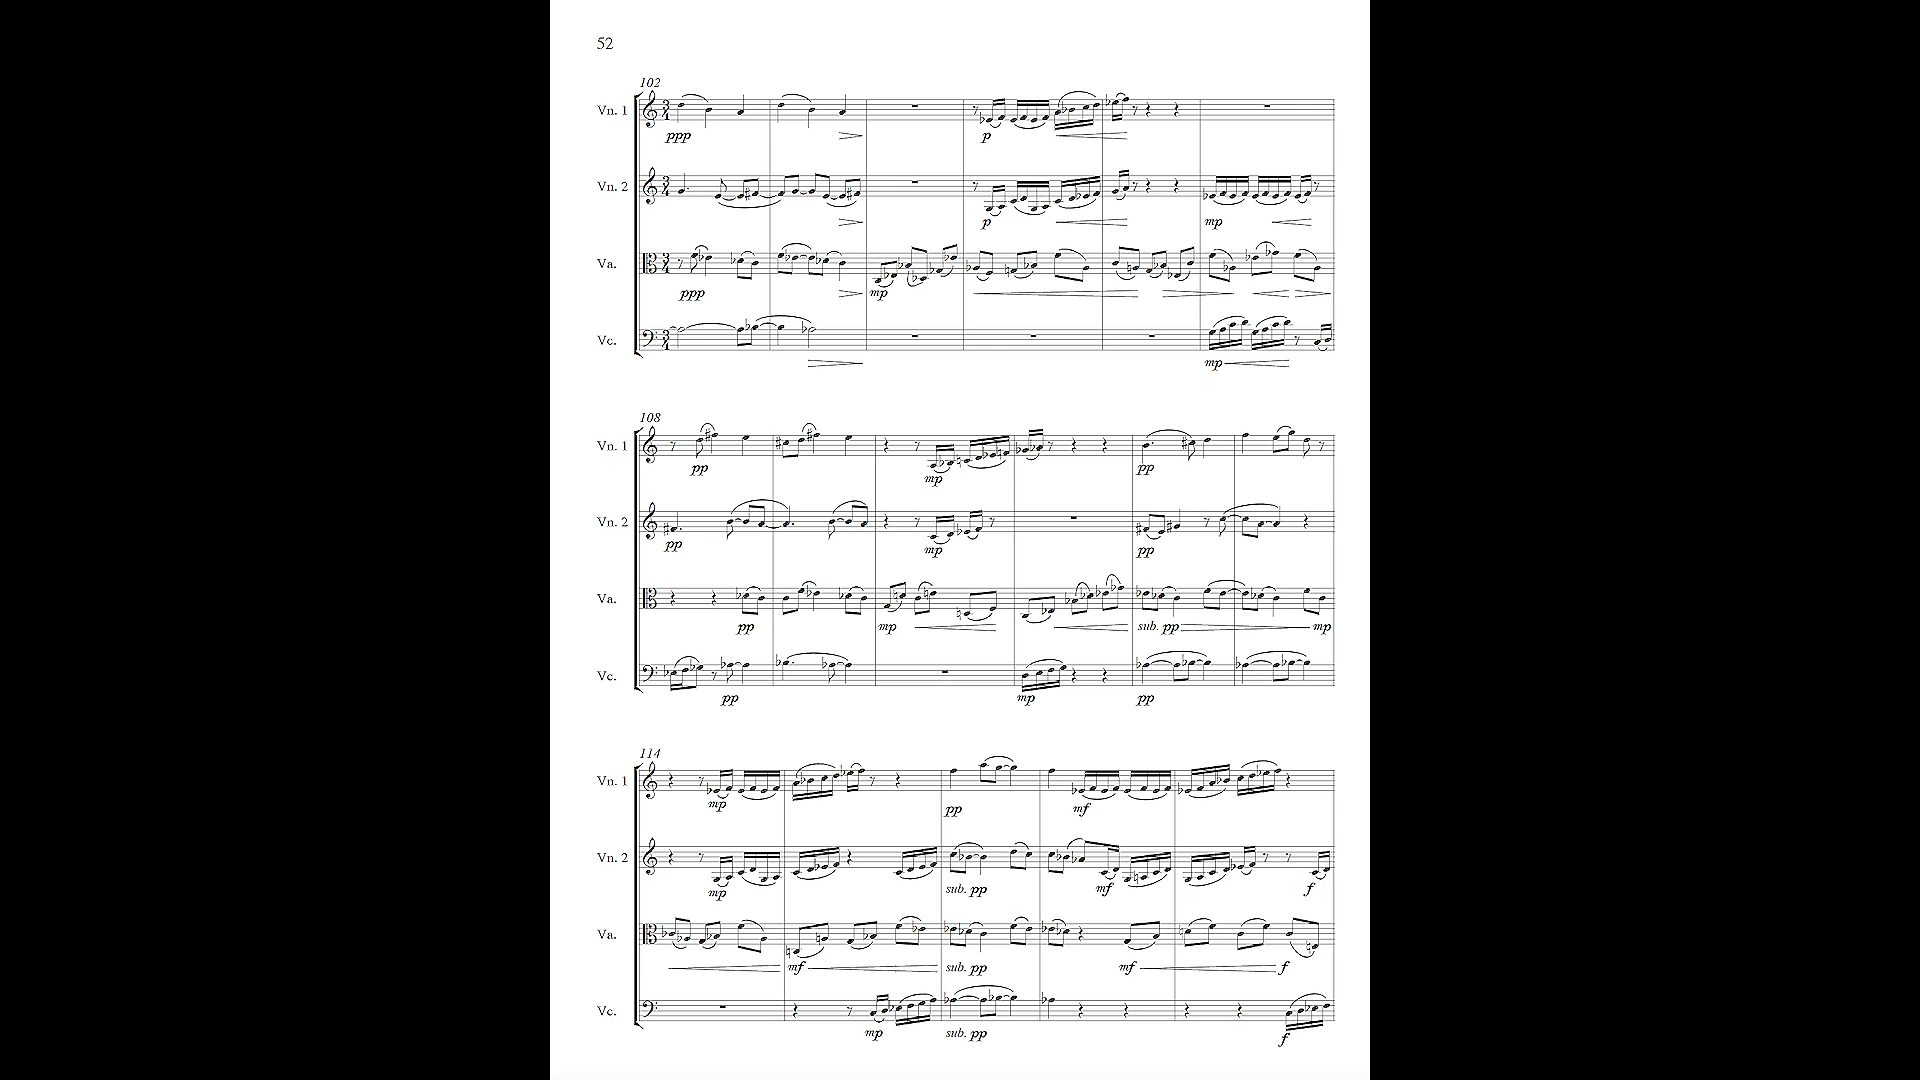 52
102
Vn. 1
ppp
p
Vn. 2
3/4
p
mp
Va.
ppp
mp
Vc.
mp
108
Vn. 1
pp
mp
pp
Vn. 2
pp
mp
pp
Va.
pp
mp
sub. pp
mp
Vc.
pp
mp
pp
114
Vn. 1
mp
pp
mf
Vn. 2
mp
sub. pp
mf
f
Va.
mf
sub. pp
mf
f
Vc.
mp
sub. pp
f